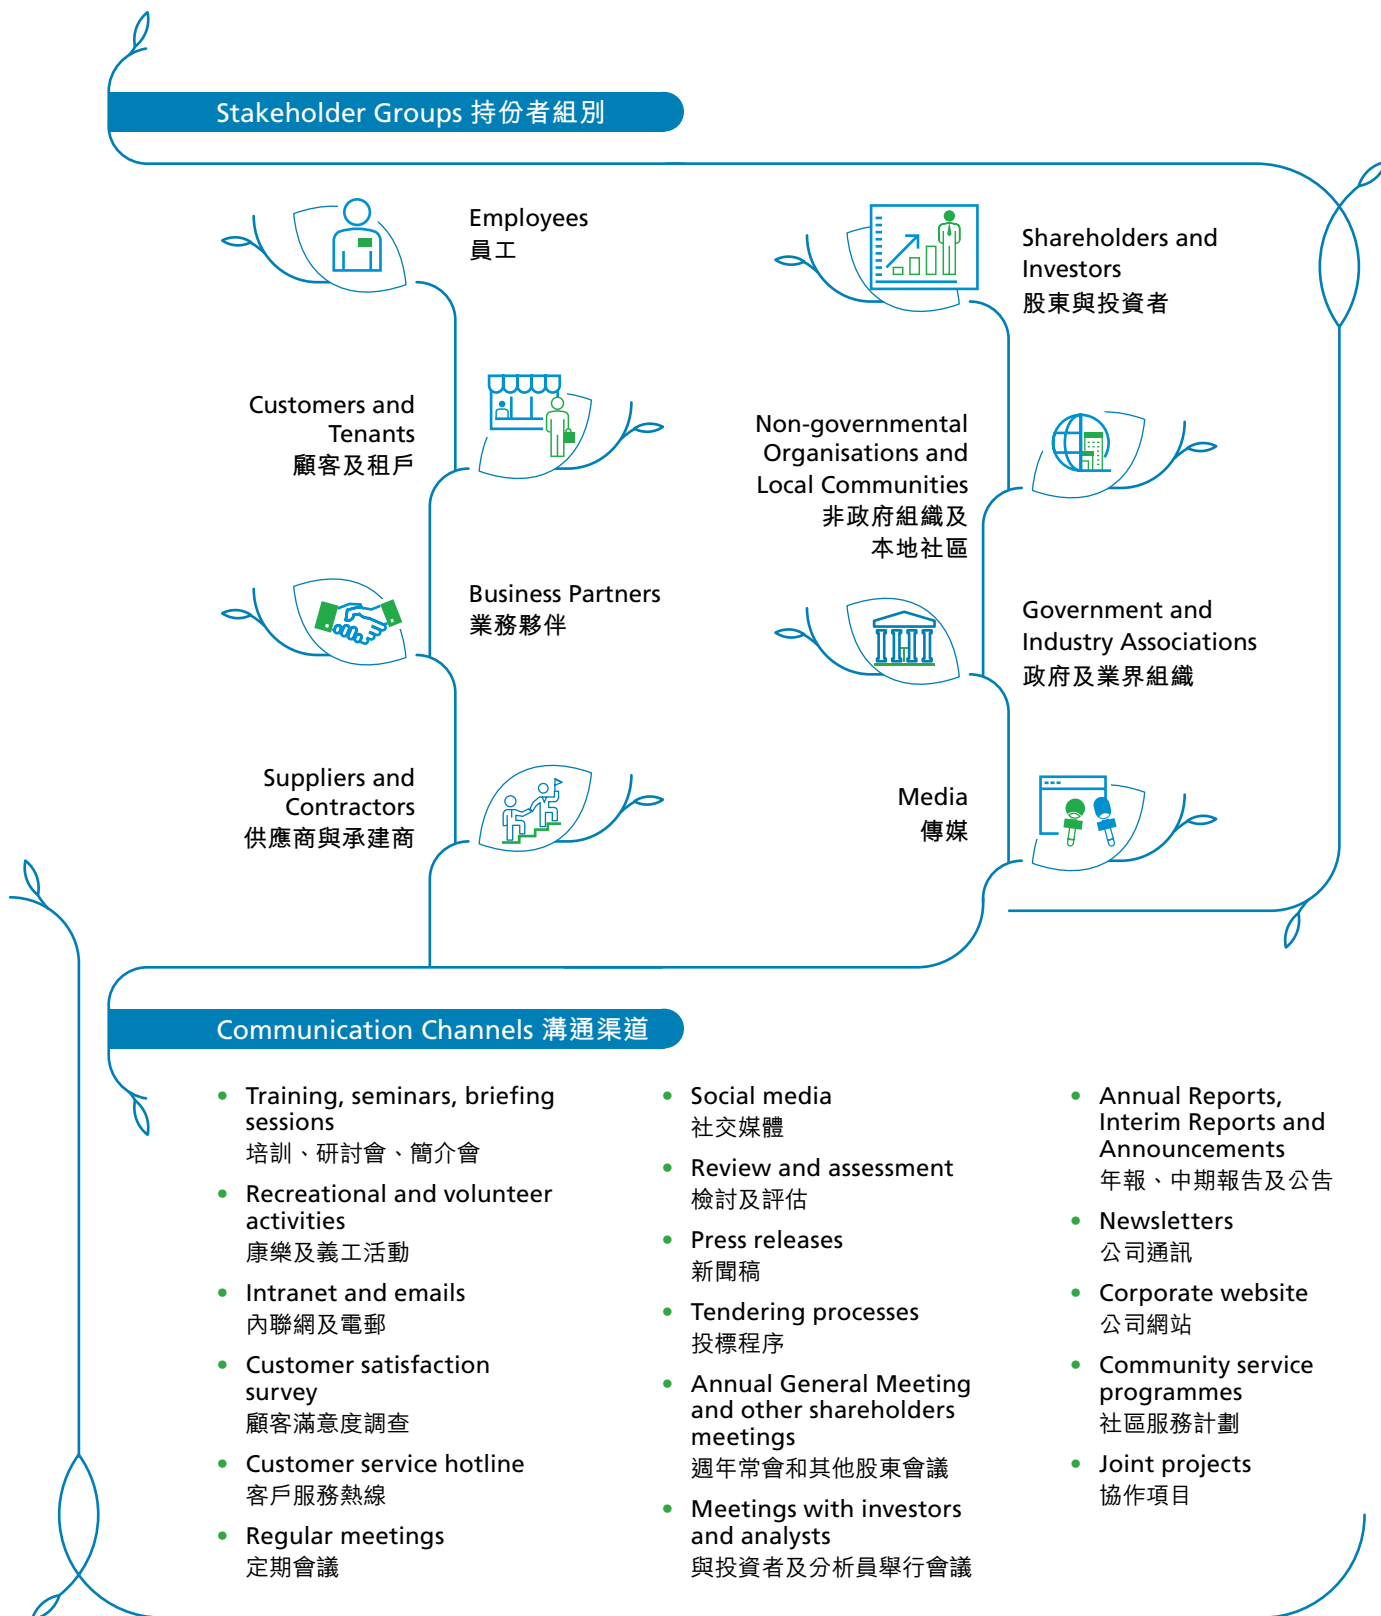 Stakeholder Groups 持份者組別
Employees
員工
Customers and
Tenants
顧客及租戶
Business Partners
業務夥伴
Suppliers and
Contractors
供應商與承建商
Shareholders and
Investors
股東與投資者
Non-governmental
Organisations and
Local Communities
非政府組織及
本地社區
Government and
Industry Associations
政府及業界組織
Media
傳媒
Communication Channels 溝通渠道
• Training, seminars, briefing
sessions
培訓、研討會、簡介會
• Recreational and volunteer
activities
康樂及義工活動
• Intranet and emails
內聯網及電郵
• Customer satisfaction
survey
顧客滿意度調查
• Customer service hotline
客戶服務熱線
• Regular meetings
定期會議
• Social media
社交媒體
• Review and assessment
檢討及評估
• Press releases
新聞稿
• Tendering processes
投標程序
• Annual General Meeting
and other shareholders
meetings
週年常會和其他股東會議
• Meetings with investors
and analysts
與投資者及分析員舉行會議
• Annual Reports,
Interim Reports and
Announcements
年報、中期報告及公告
• Newsletters
公司通訊
• Corporate website
公司網站
• Community service
programmes
社區服務計劃
• Joint projects
協作項目